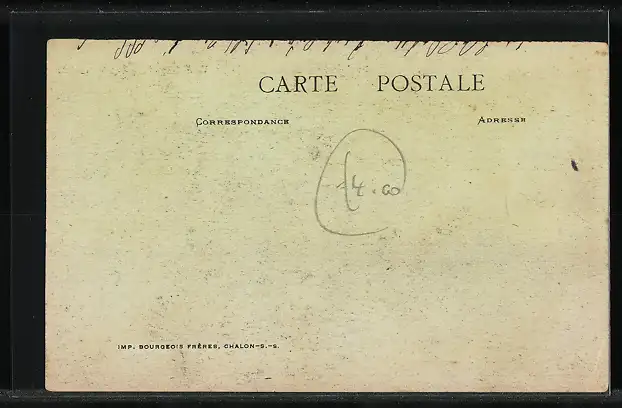 CARTE POSTALE
CORRESPONDANCE ADRESSE
14.00
IMP. BOURGEOIS FRÈRES, CHALON-S.-S.